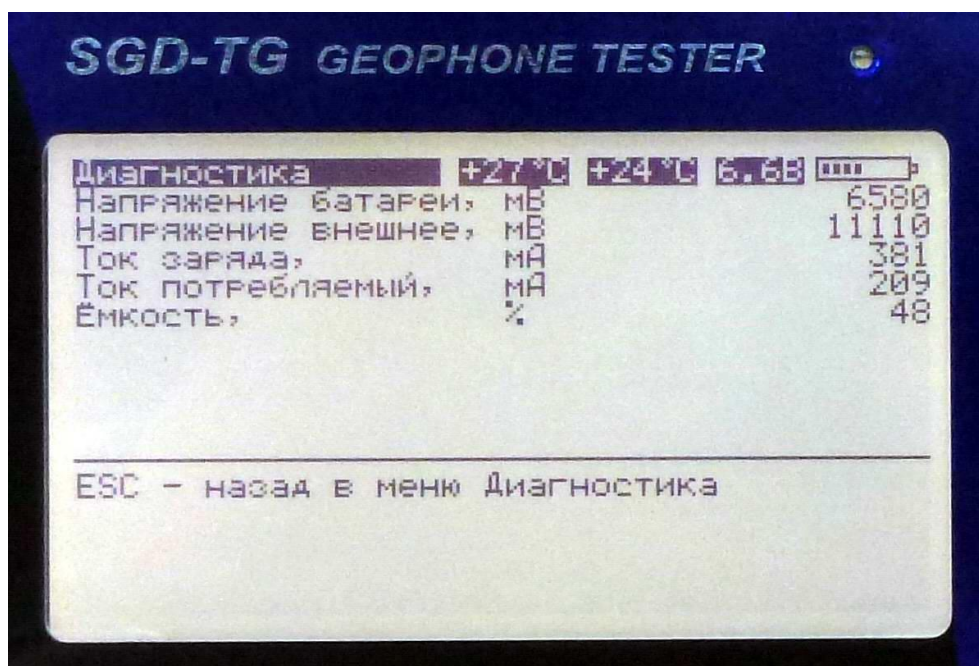 SGD-TG GEOPHONE TESTER
Диагностика +27°C +24°C 6.6В
Напряжение батареи, мВ 6580
Напряжение внешнее, мВ 11110
Ток заряда, мА 381
Ток потребляемый, мА 209
Ёмкость, % 48
ESC - назад в меню Диагностика